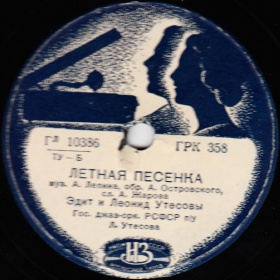 Гл 10386 ГРК 358
ТУ – Б
ЛЕТНАЯ ПЕСЕНКА
муз. А. Лепина, обр. А. Островского,
сл. А. Жарова
Эдит и Леонид Утесовы
Гос. джаз-орк. РСФСР п/у
Л. Утесова
НЗ